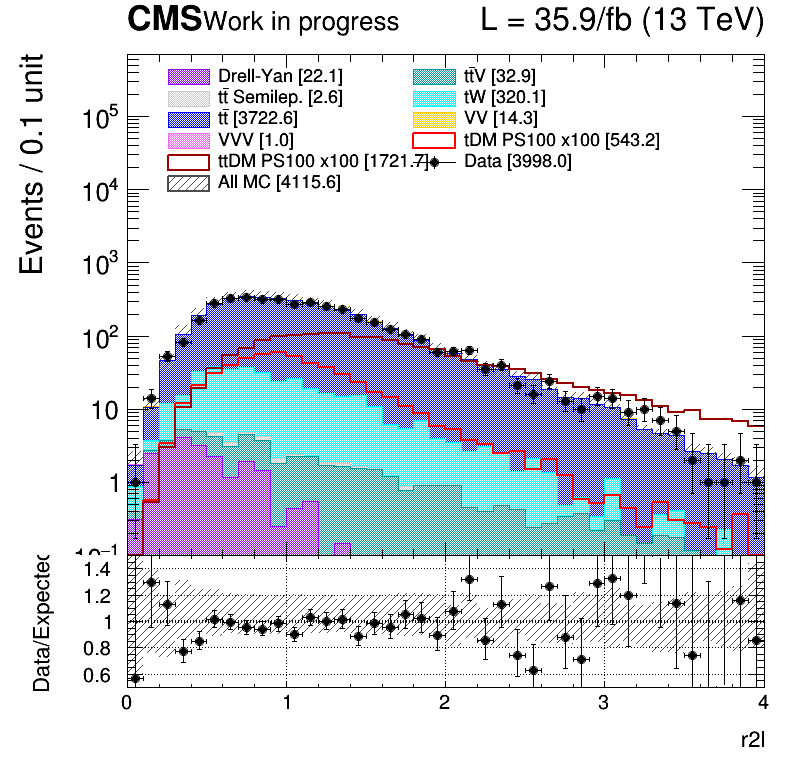 CMS Work in progress L = 35.9/fb (13 TeV)
Events / 0.1 unit
Drell-Yan [22.1] tt̄V [32.9]
tt̄ Semilep. [2.6] tW [320.1]
tt̄ [3722.6] VV [14.3]
VVV [1.0] tDM PS100 x100 [543.2]
ttDM PS100 x100 [1721.7] Data [3998.0]
All MC [4115.6]
10⁵
10⁴
10³
10²
10
1
10⁻¹
Data/Expected
1.4
1.2
1
0.8
0.6
0 1 2 3 4
r2l